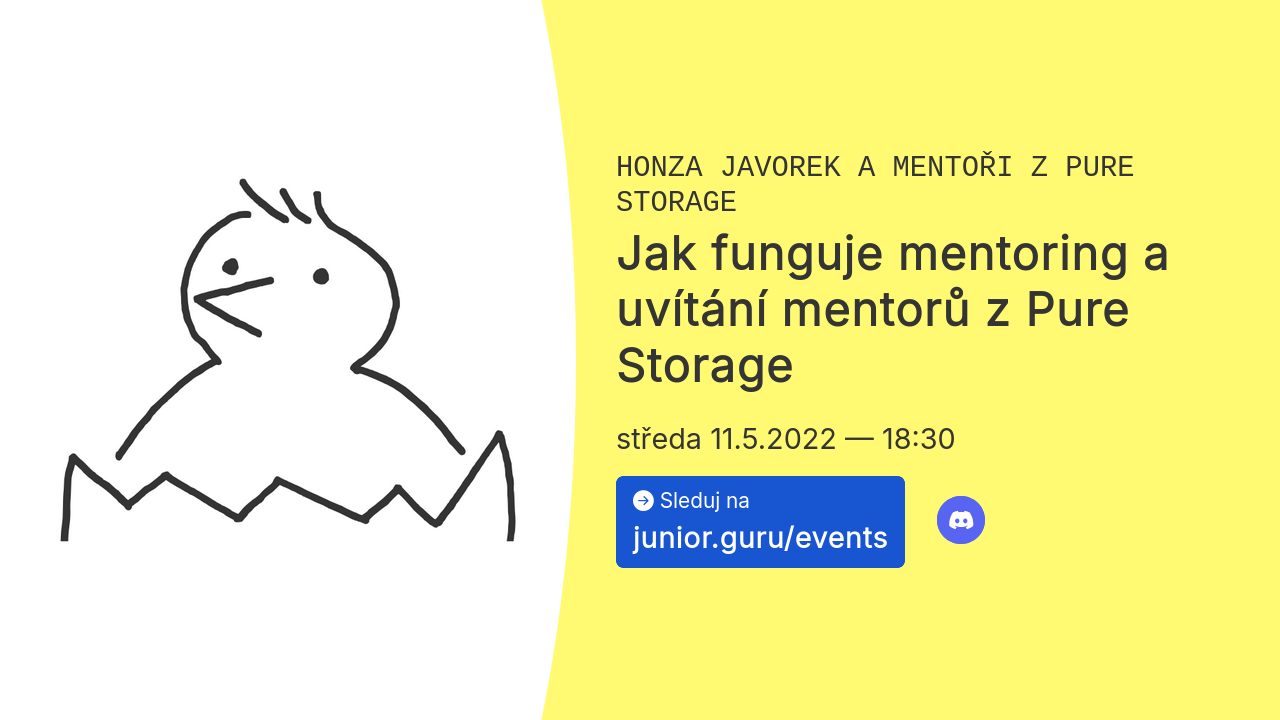 HONZA JAVOREK A MENTOŘI Z PURE
STORAGE
Jak funguje mentoring a
uvítání mentorů z Pure
Storage
středa 11.5.2022 — 18:30
Sleduj na
junior.guru/events